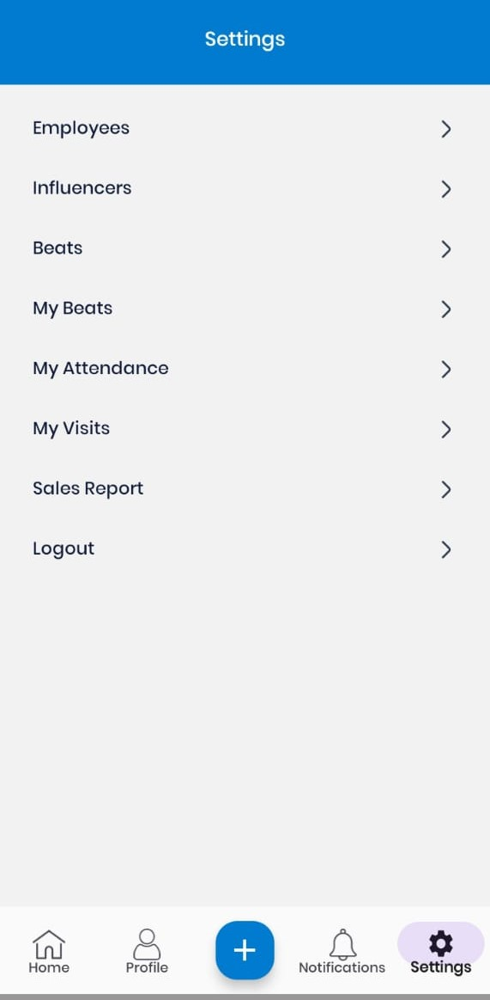 Settings
Employees
Influencers
Beats
My Beats
My Attendance
My Visits
Sales Report
Logout
Home
Profile
Notifications
Settings